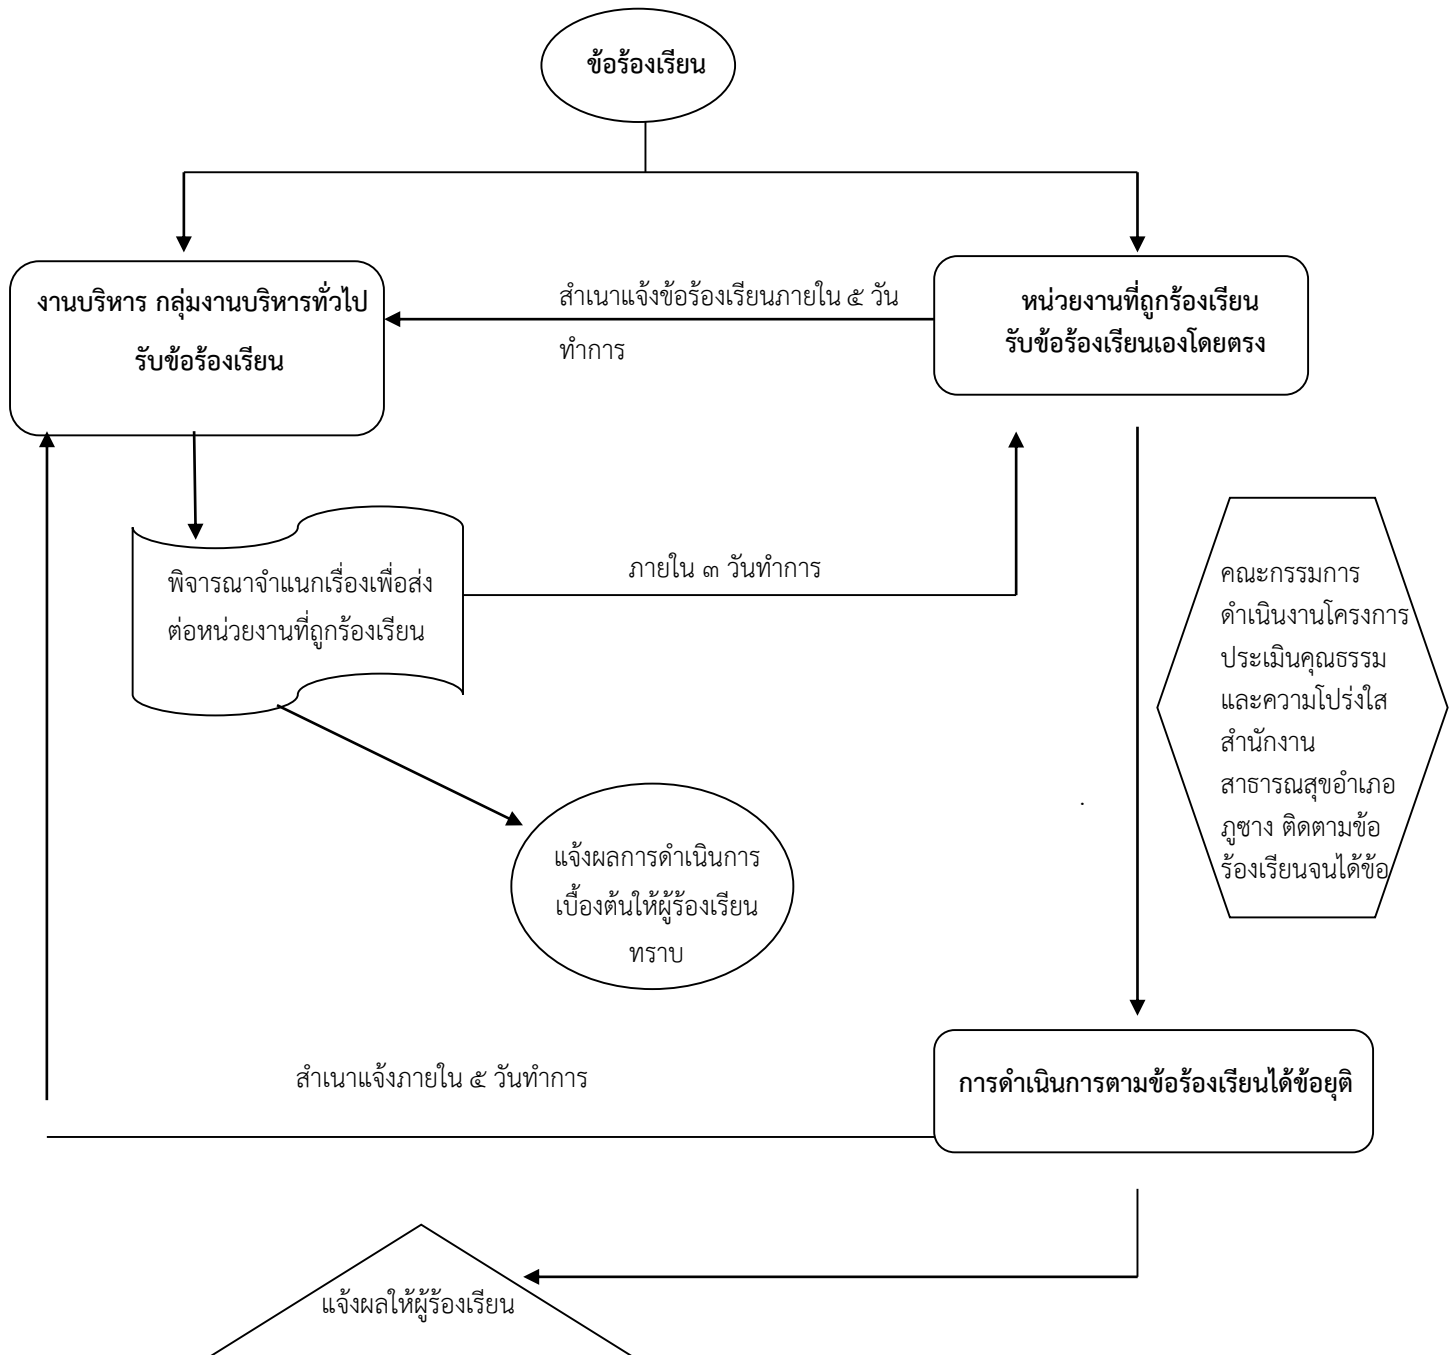 ข้อร้องเรียน
งานบริหาร กลุ่มงานบริหารทั่วไป
รับข้อร้องเรียน
สำเนาแจ้งข้อร้องเรียนภายใน ๕ วัน
ทำการ
หน่วยงานที่ถูกร้องเรียน
รับข้อร้องเรียนเองโดยตรง
พิจารณาจำแนกเรื่องเพื่อส่ง
ต่อหน่วยงานที่ถูกร้องเรียน
ภายใน ๓ วันทำการ
คณะกรรมการ
ดำเนินงานโครงการ
ประเมินคุณธรรม
และความโปร่งใส
สำนักงาน
สาธารณสุขอำเภอ
ภูซาง ติดตามข้อ
ร้องเรียนจนได้ข้อ
แจ้งผลการดำเนินการ
เบื้องต้นให้ผู้ร้องเรียน
ทราบ
สำเนาแจ้งภายใน ๕ วันทำการ
การดำเนินการตามข้อร้องเรียนได้ข้อยุติ
แจ้งผลให้ผู้ร้องเรียน